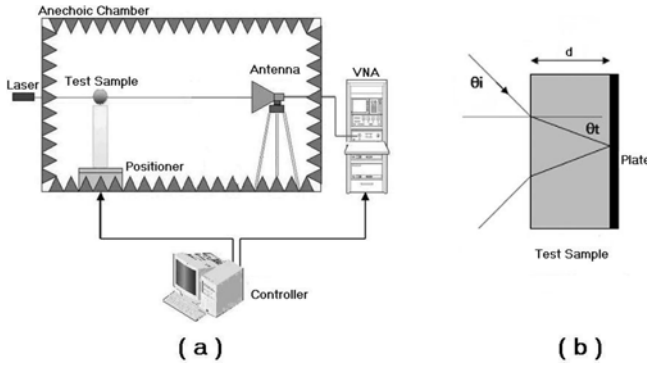 Anechoic Chamber
Laser
Test Sample
Antenna
VNA
Positioner
Controller
( a )
d
θi
θt
Plate
Test Sample
( b )